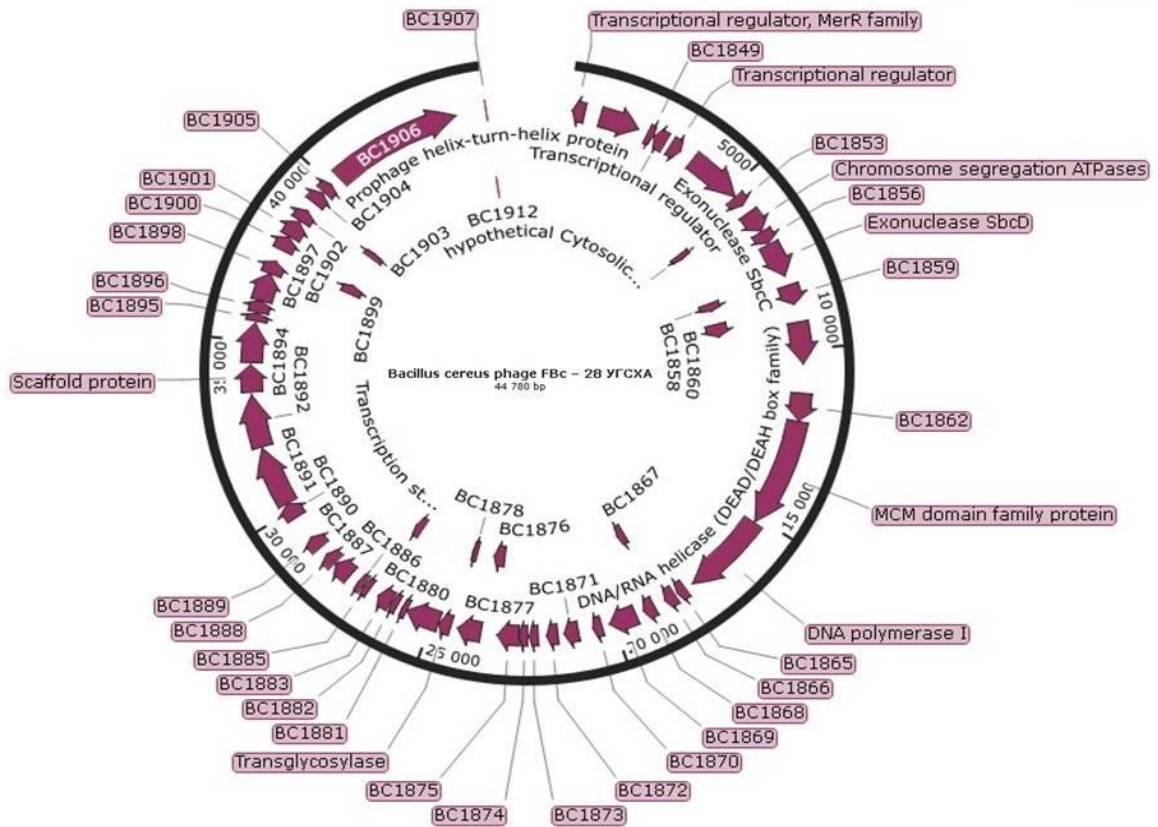 BC1907
Transcriptional regulator, MerR family
BC1849
Transcriptional regulator
5000
BC1853
Chromosome segregation ATPases
BC1856
Exonuclease SbcD
BC1859
10 000
BC1862
MCM domain family protein
15 000
DNA polymerase I
BC1865
BC1866
BC1868
BC1869
BC1870
BC1872
BC1873
BC1874
BC1875
Transglycosylase
BC1881
BC1882
BC1883
BC1885
BC1888
BC1889
20 000
25 000
30 000
35 000
40 000
Scaffold protein
BC1895
BC1896
BC1898
BC1900
BC1901
BC1905
BC1906
Prophage helix-turn-helix protein
Transcriptional regulator
Exonuclease SbcC
BC1904
BC1903
BC1912
hypothetical Cytosolic...
BC1902
BC1897
BC1899
BC1894
BC1892
BC1858
BC1860
Bacillus cereus phage FBc – 28 УГСХА
44 780 bp
DNA/RNA helicase (DEAD/DEAH box family)
Transcription st...
BC1891
BC1890
BC1887
BC1886
BC1880
BC1878
BC1876
BC1877
BC1871
BC1867